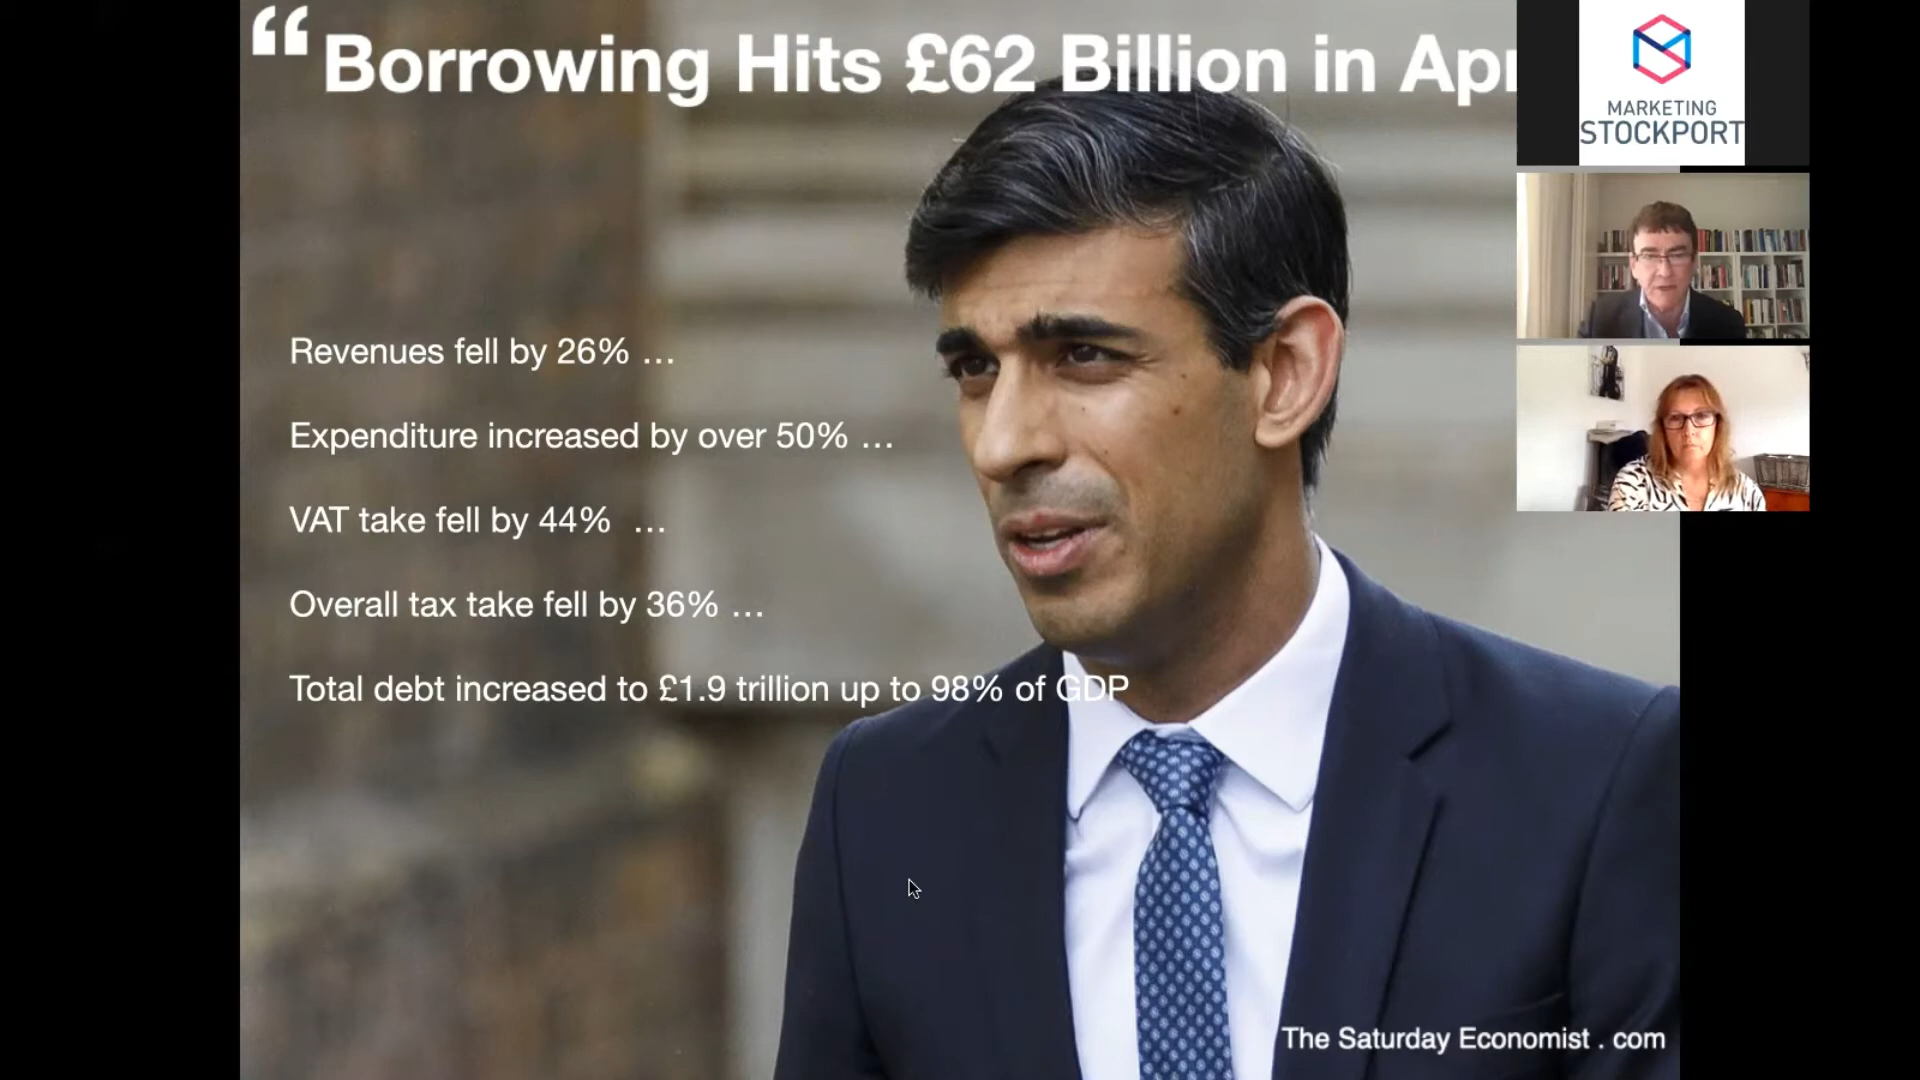 “Borrowing Hits £62 Billion in Apr
MARKETING
STOCKPORT
Revenues fell by 26% ...
Expenditure increased by over 50% ...
VAT take fell by 44% ...
Overall tax take fell by 36% ...
Total debt increased to £1.9 trillion up to 98% of GDP
The Saturday Economist . com